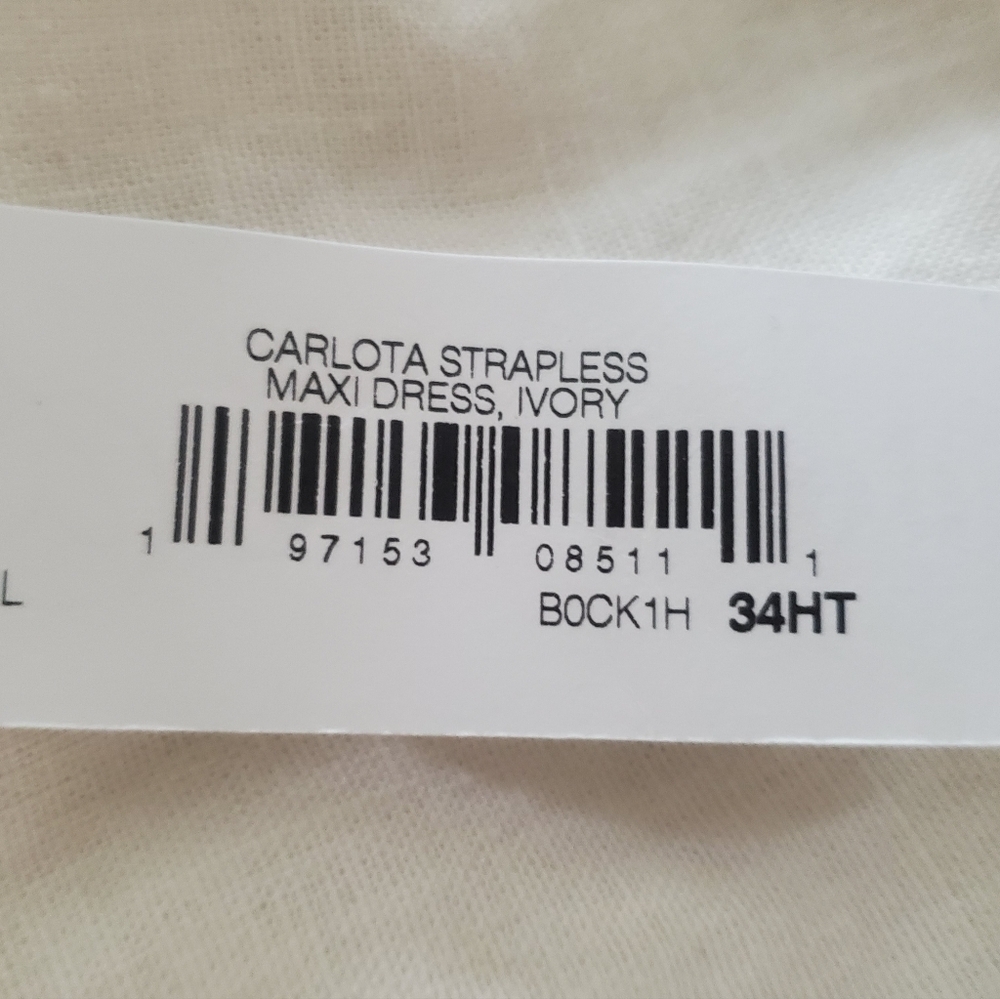 CARLOTA STRAPLESS
MAXI DRESS, IVORY
1 97153 08511 1
L
B0CK1H 34HT